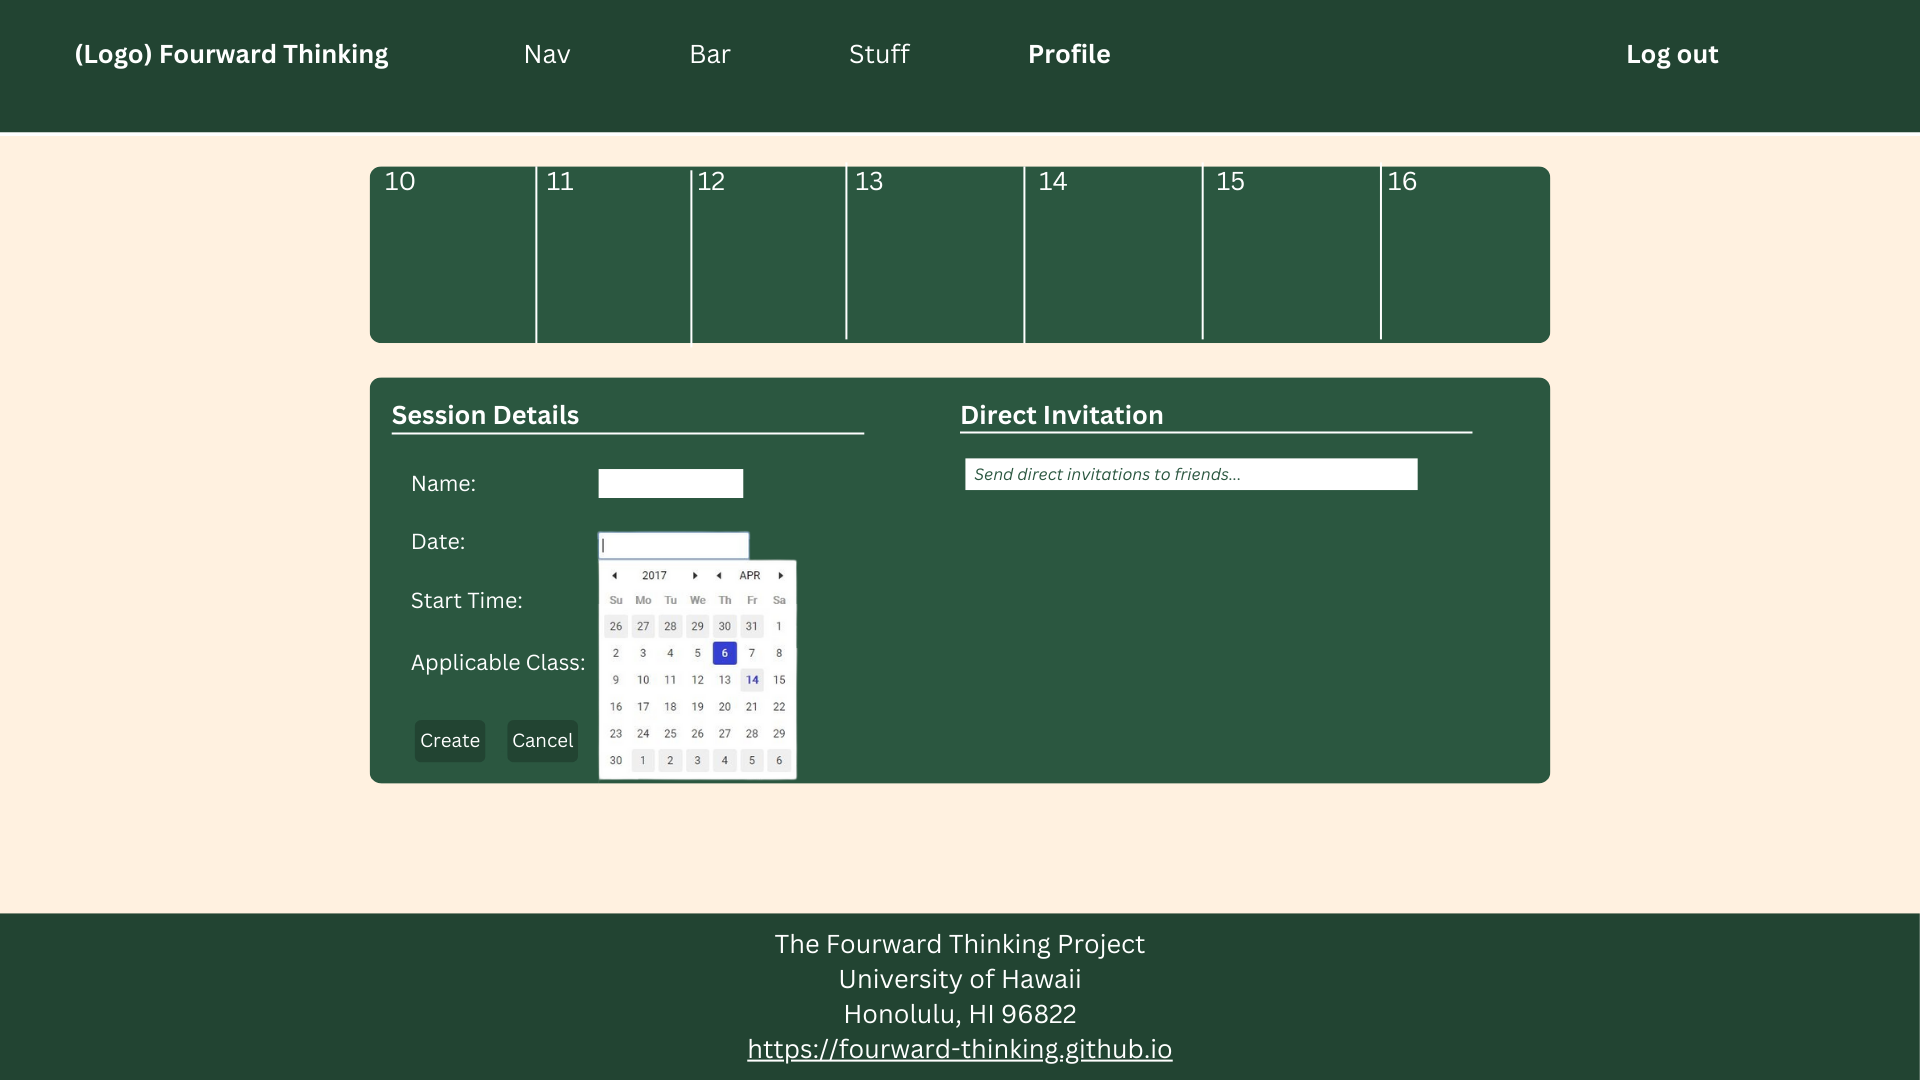 (Logo) Fourward Thinking Nav Bar Stuff Profile Log out
10 11 12 13 14 15 16
Session Details
Name:
Date:
Start Time:
Applicable Class:
Create Cancel
2017 APR
Su Mo Tu We Th Fr Sa
26 27 28 29 30 31 1
2 3 4 5 6 7 8
9 10 11 12 13 14 15
16 17 18 19 20 21 22
23 24 25 26 27 28 29
30 1 2 3 4 5 6
Direct Invitation
Send direct invitations to friends...
The Fourward Thinking Project
University of Hawaii
Honolulu, HI 96822
https://fourward-thinking.github.io